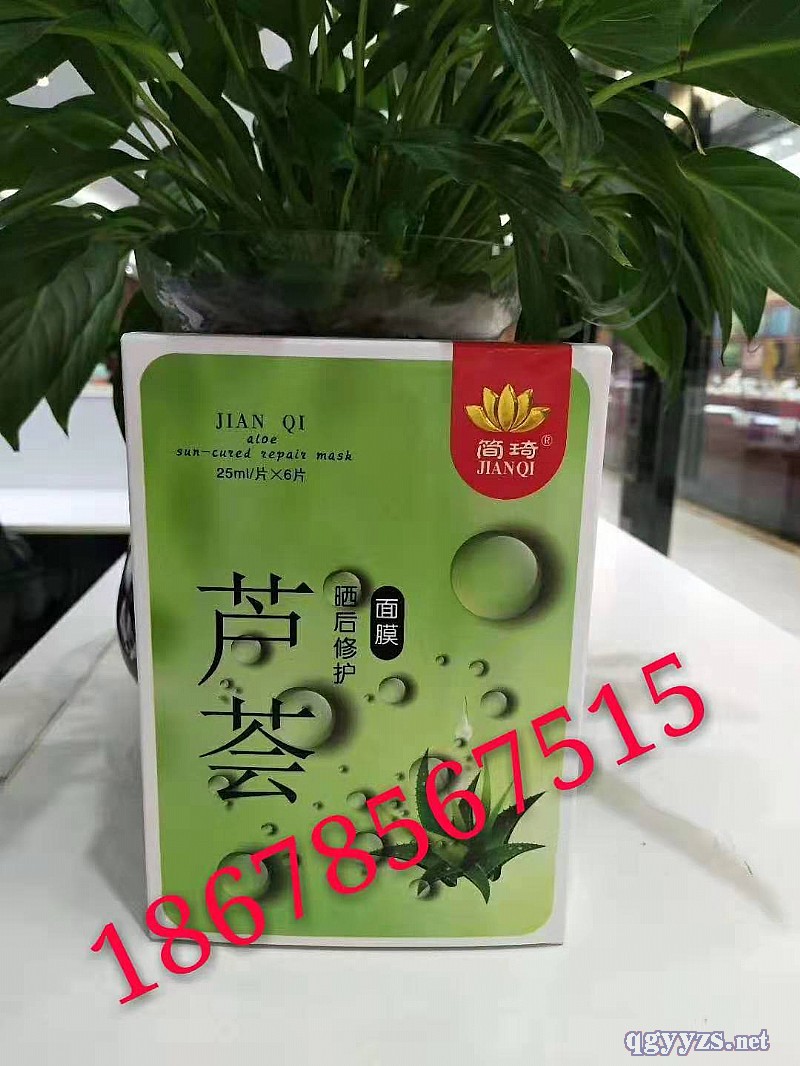 JIAN QI
aloe
sun-cured repair mask
25ml/片×6片
简琦®
JIANQI
芦荟
晒后修护
面膜
18678567515
qgyyzs.net